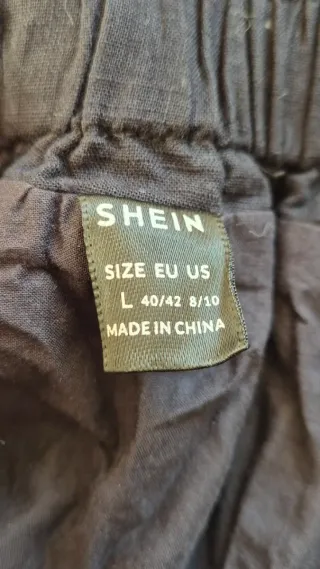 SHEIN
SIZE EU US
L 40/42 8/10
MADE IN CHINA